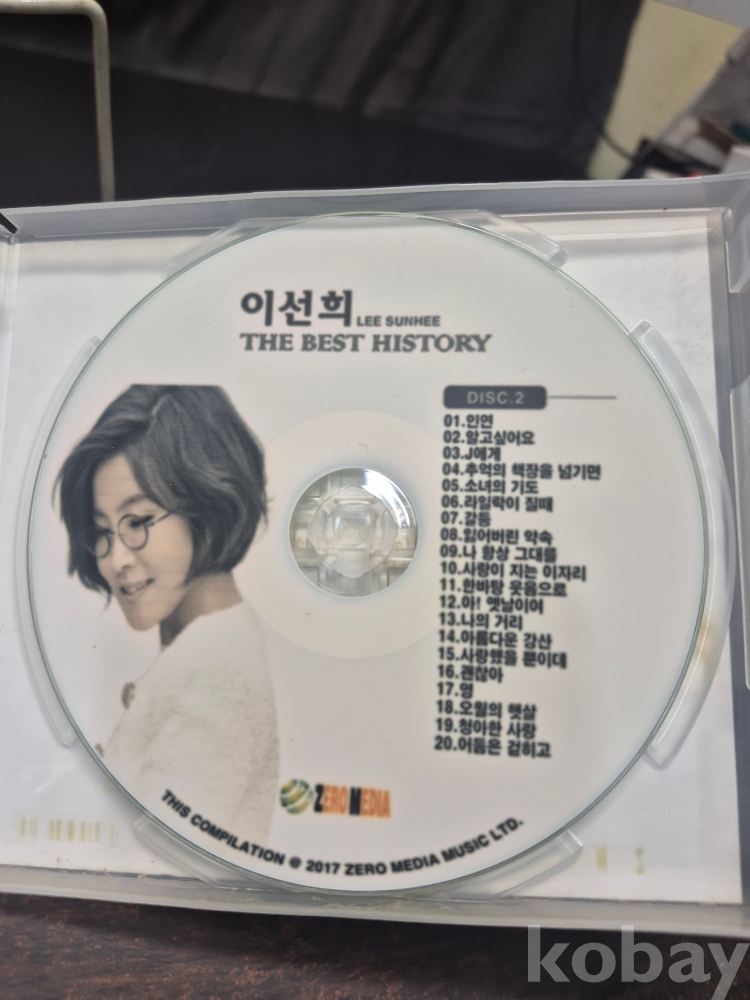 이선희 LEE SUNHEE
THE BEST HISTORY
DISC.2
01.인연
02.알고싶어요
03.J에게
04.추억의 책장을 넘기면
05.소녀의 기도
06.라일락이 질때
07.갈등
08.잃어버린 약속
09.나 항상 그대를
10.사랑이 지는 이자리
11.한바탕 웃음으로
12.아! 옛날이여
13.나의 거리
14.아름다운 강산
15.사랑했을 뿐이대
16.괜찮아
17.영
18.오월의 햇살
19.청아한 사랑
20.어둠은 걷히고
ZERO MEDIA
THIS COMPILATION @ 2017 ZERO MEDIA MUSIC LTD.
kobay